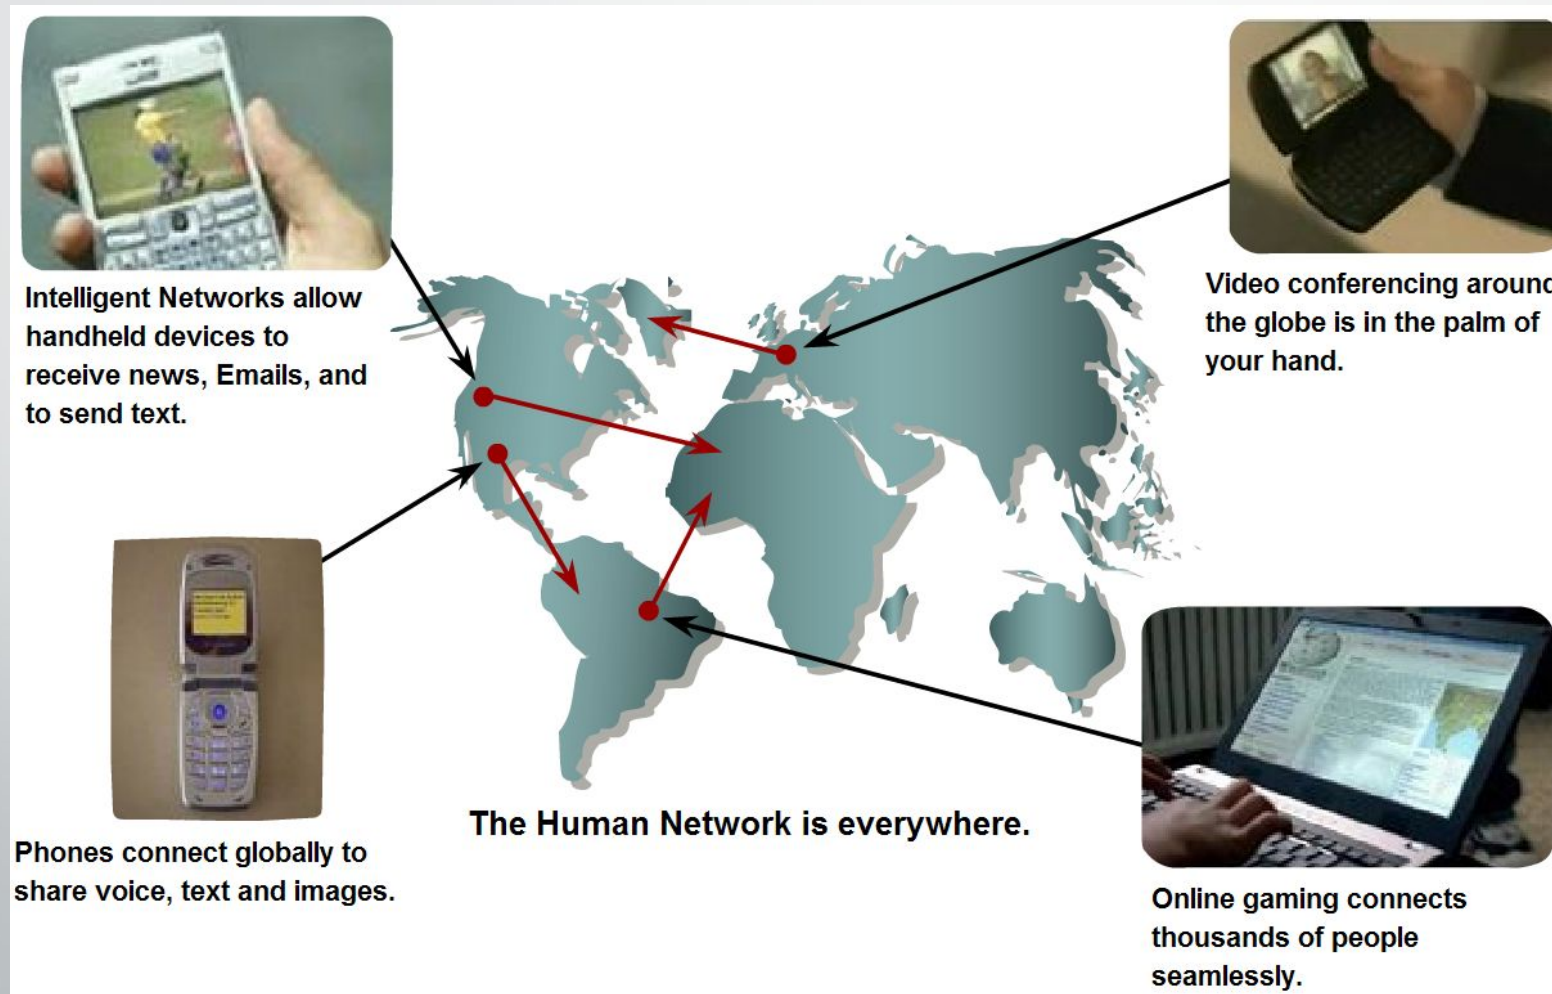 Intelligent Networks allow
handheld devices to
receive news, Emails, and
to send text.
Video conferencing around
the globe is in the palm of
your hand.
Phones connect globally to
share voice, text and images.
The Human Network is everywhere.
Online gaming connects
thousands of people
seamlessly.